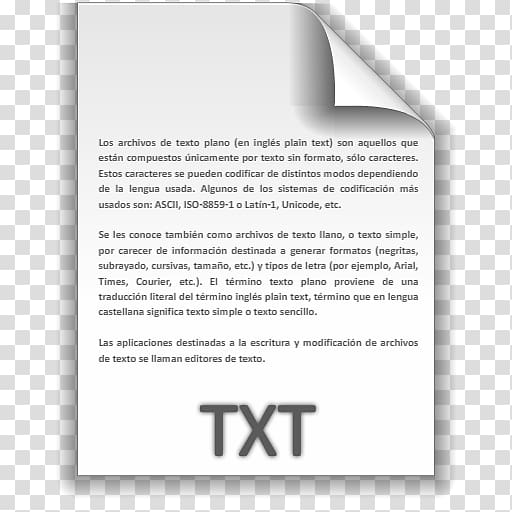 Los archivos de texto plano (en inglés plain text) son aquellos que
están compuestos únicamente por texto sin formato, sólo caracteres.
Estos caracteres se pueden codificar de distintos modos dependiendo
de la lengua usada. Algunos de los sistemas de codificación más
usados son: ASCII, ISO-8859-1 o Latín-1, Unicode, etc.
Se les conoce también como archivos de texto llano, o texto simple,
por carecer de información destinada a generar formatos (negritas,
subrayado, cursivas, tamaño, etc.) y tipos de letra (por ejemplo, Arial,
Times, Courier, etc.). El término texto plano proviene de una
traducción literal del término inglés plain text, término que en lengua
castellana significa texto simple o texto sencillo.
Las aplicaciones destinadas a la escritura y modificación de archivos
de texto se llaman editores de texto.
TXT